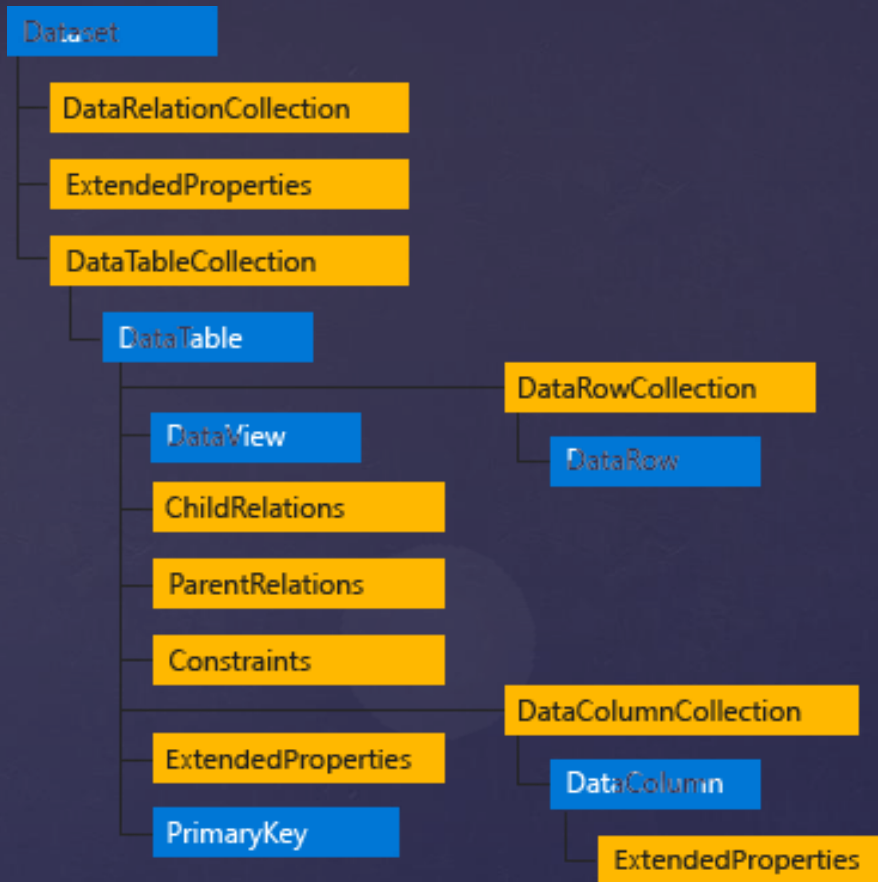 Dataset
DataRelationCollection
ExtendedProperties
DataTableCollection
DataTable
DataRowCollection
DataView
DataRow
ChildRelations
ParentRelations
Constraints
DataColumnCollection
ExtendedProperties
DataColumn
PrimaryKey
ExtendedProperties